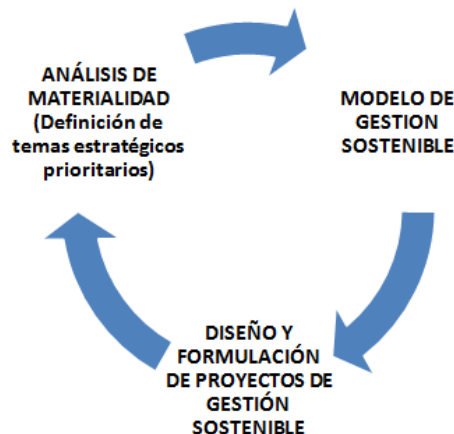 ANÁLISIS DE
MATERIALIDAD
(Definición de
temas estratégicos
prioritarios)
MODELO DE
GESTION
SOSTENIBLE
DISEÑO Y
FORMULACIÓN
DE PROYECTOS DE
GESTIÓN
SOSTENIBLE